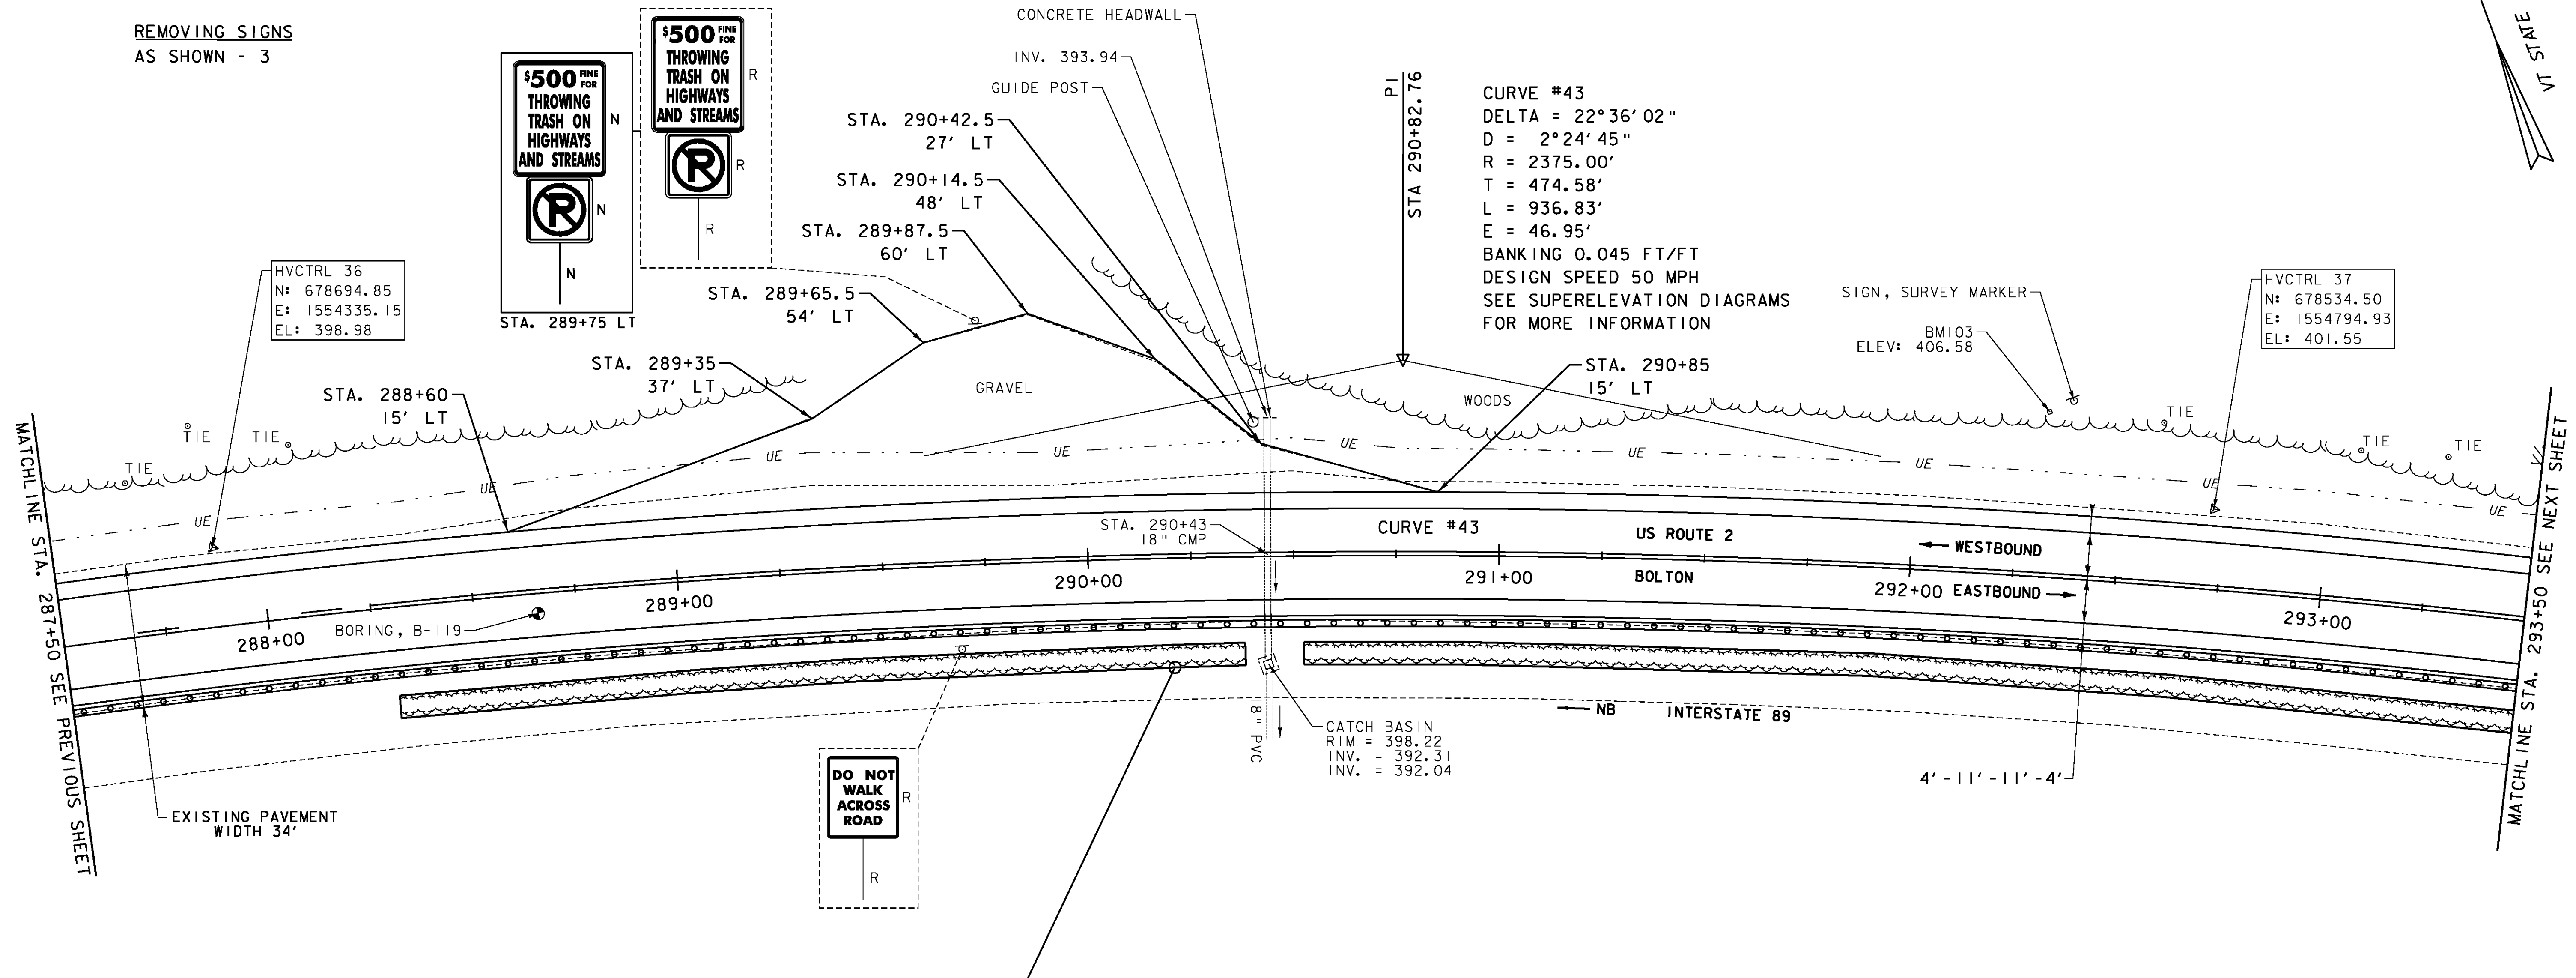 REMOVING SIGNS
AS SHOWN - 3
$500 FINE FOR
THROWING
TRASH ON
HIGHWAYS
AND STREAMS
N
P
N
N
STA. 289+75 LT
$500 FINE FOR
THROWING
TRASH ON
HIGHWAYS
AND STREAMS
R
P
R
R
CONCRETE HEADWALL
INV. 393.94
GUIDE POST
STA. 290+42.5
27' LT
STA. 290+14.5
48' LT
STA. 289+87.5
60' LT
STA. 289+65.5
54' LT
STA. 289+35
37' LT
STA. 288+60
15' LT
PI
STA 290+82.76
CURVE #43
DELTA = 22°36'02"
D = 2°24'45"
R = 2375.00'
T = 474.58'
L = 936.83'
E = 46.95'
BANKING 0.045 FT/FT
DESIGN SPEED 50 MPH
SEE SUPERELEVATION DIAGRAMS
FOR MORE INFORMATION
VT STATE
HVCTRL 36
N: 678694.85
E: 1554335.15
EL: 398.98
SIGN, SURVEY MARKER
BM103
ELEV: 406.58
HVCTRL 37
N: 678534.50
E: 1554794.93
EL: 401.55
STA. 290+85
15' LT
GRAVEL
WOODS
TIE
TIE
TIE
TIE
TIE
TIE
UE
UE
UE
UE
UE
UE
UE
UE
UE
MATCHLINE STA. 287+50 SEE PREVIOUS SHEET
STA. 290+43
18" CMP
CURVE #43
US ROUTE 2
WESTBOUND
BOLTON
EASTBOUND
288+00
289+00
290+00
291+00
292+00
293+00
BORING, B-119
MATCHLINE STA. 293+50 SEE NEXT SHEET
NB
INTERSTATE 89
18" PVC
CATCH BASIN
RIM = 398.22
INV. = 392.31
INV. = 392.04
4'-11'-11'-4'
EXISTING PAVEMENT
WIDTH 34'
DO NOT
WALK
ACROSS
ROAD
R
R